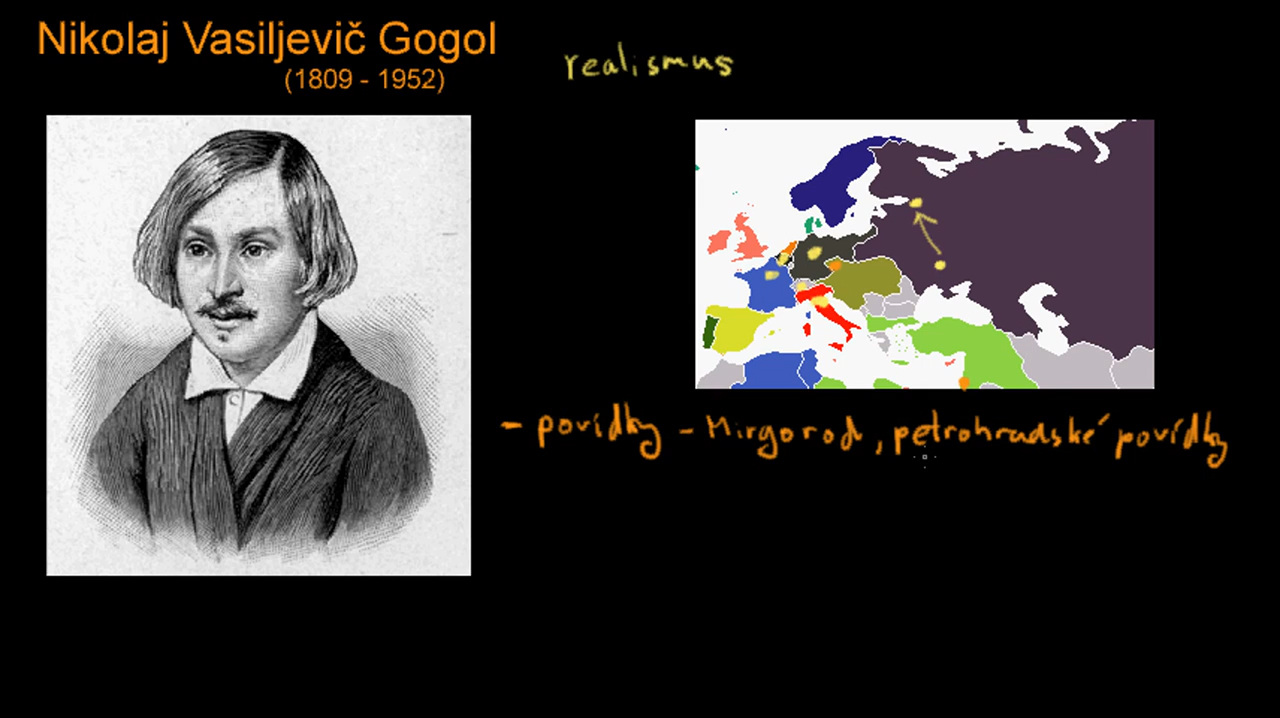 Nikolaj Vasiljevič Gogol
(1809 - 1952)
realismus
- povídky - Mirgorod, petrohradské povídky